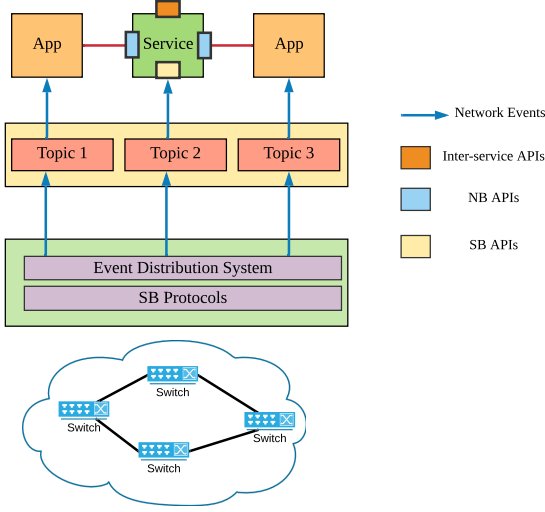 App
Service
App
Topic 1
Topic 2
Topic 3
Event Distribution System
SB Protocols
Switch
Switch
Switch
Switch
Network Events
Inter-service APIs
NB APIs
SB APIs